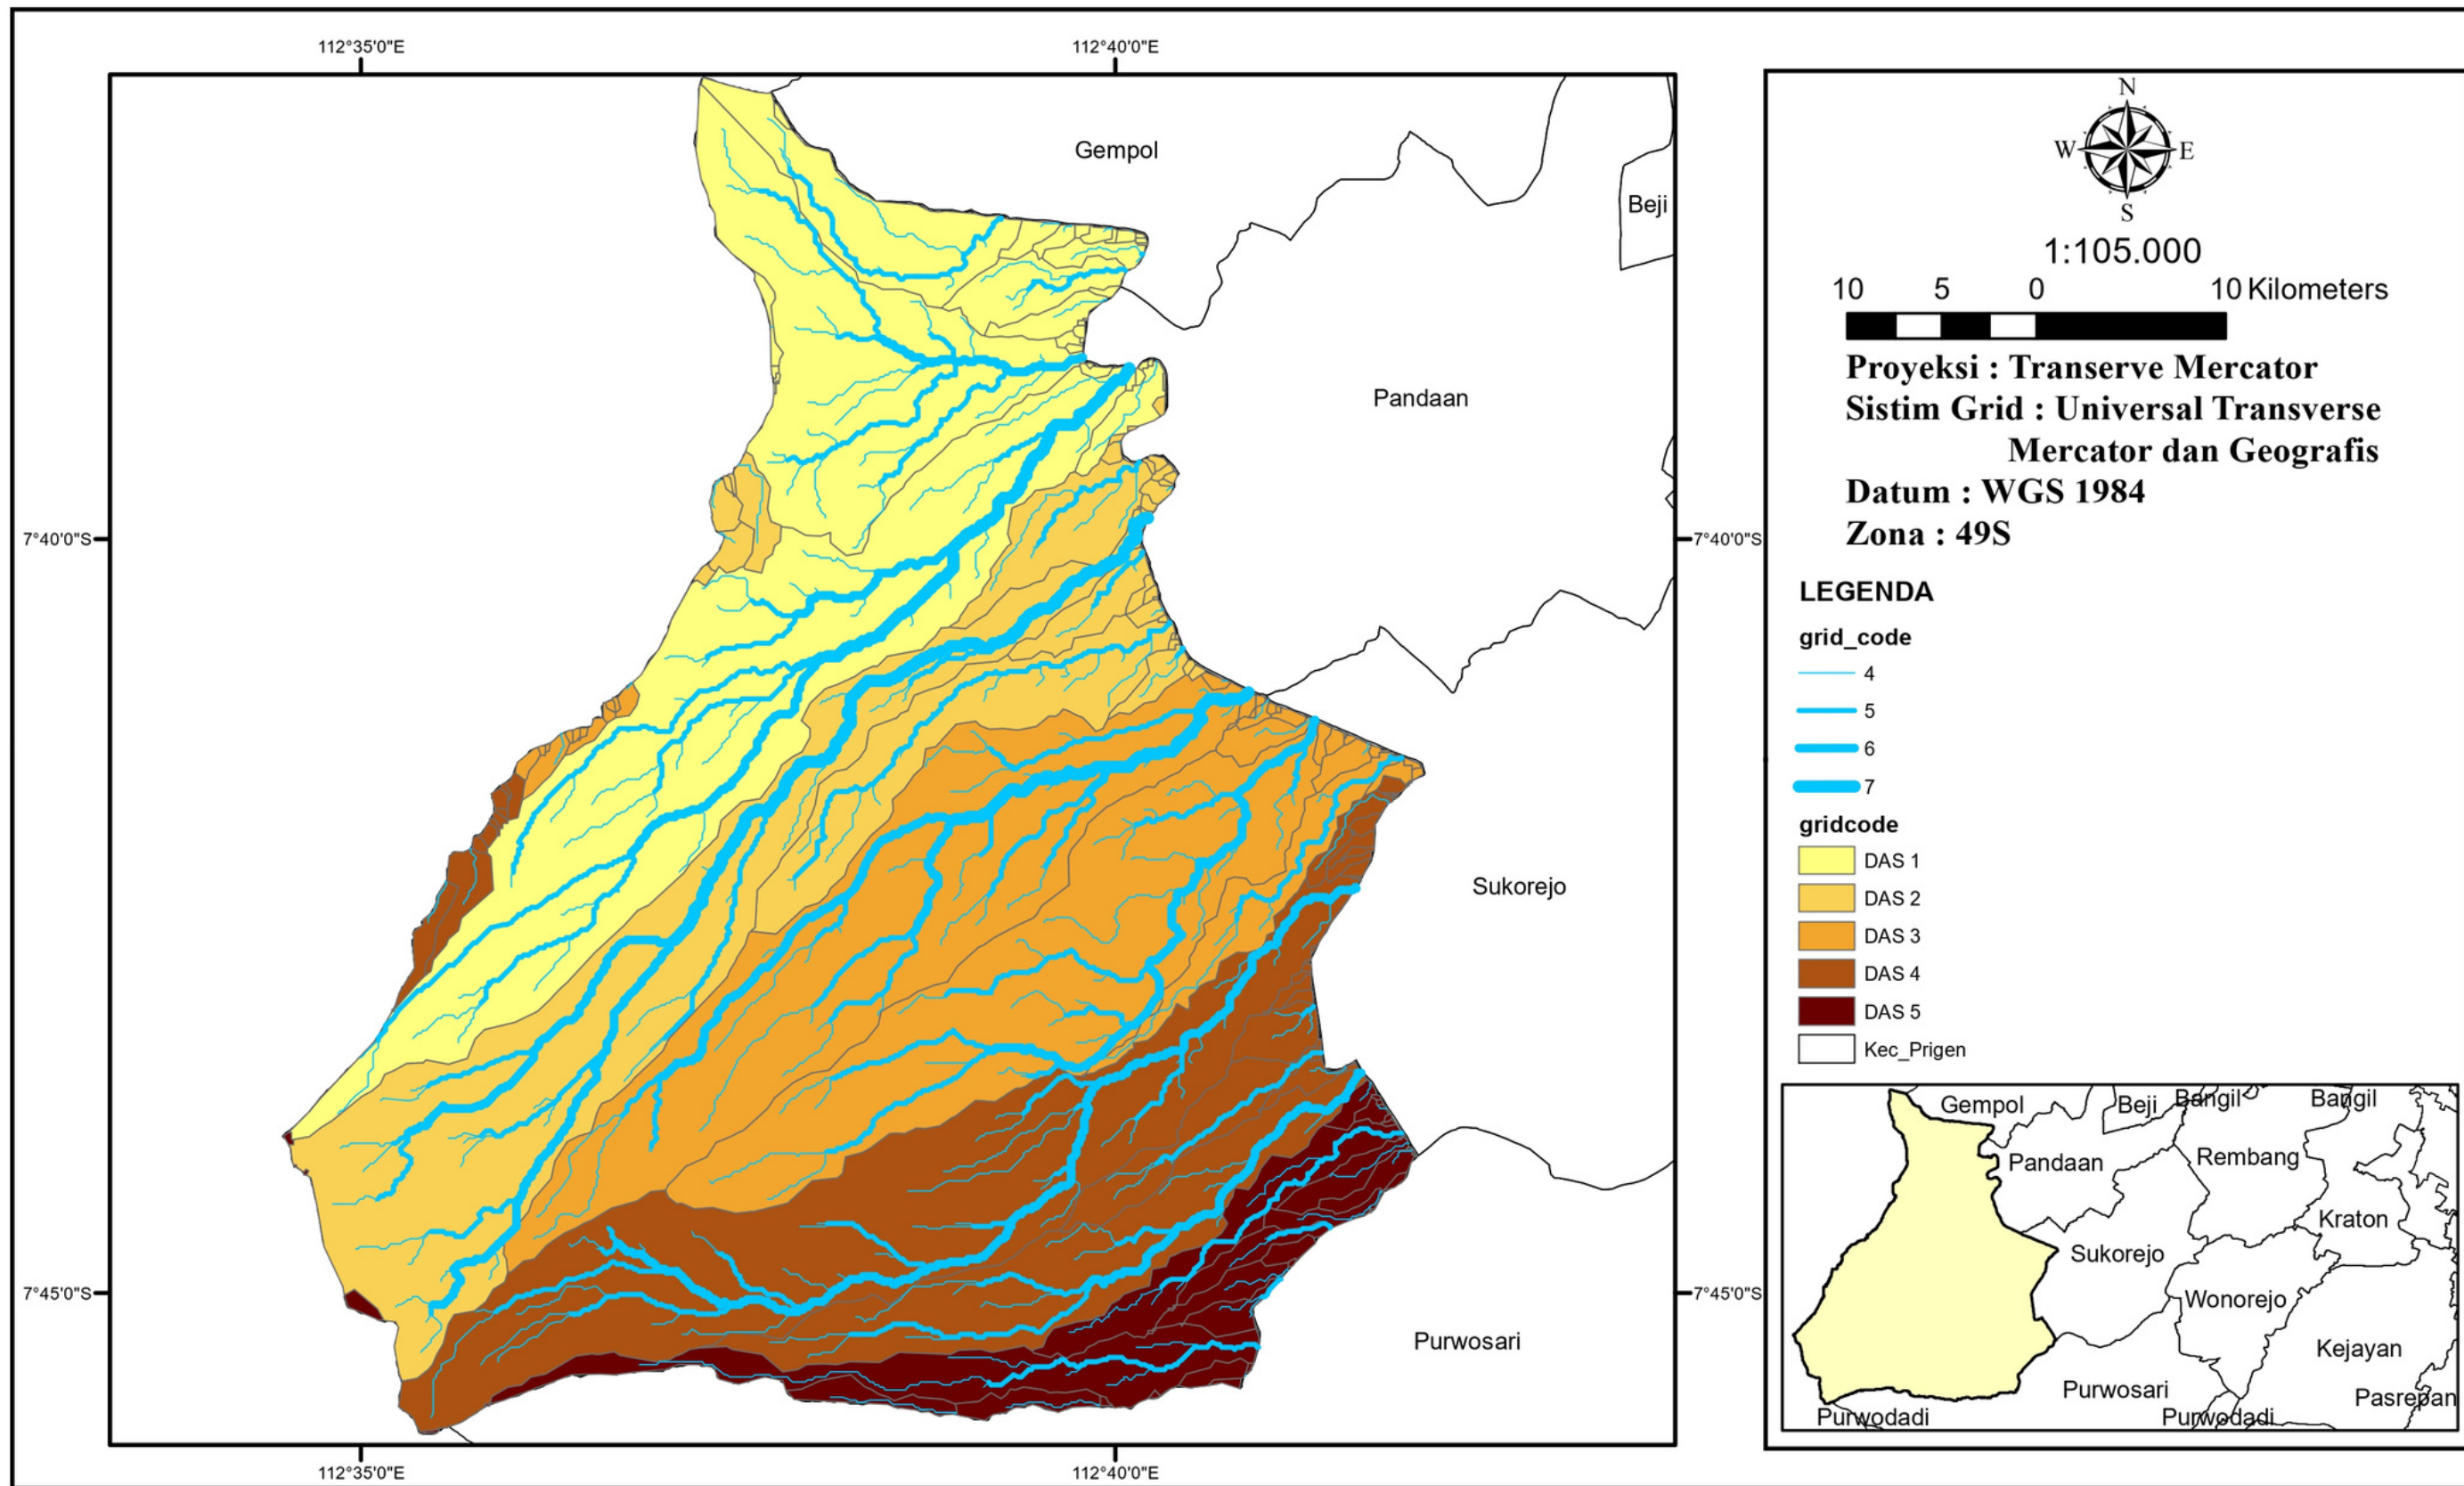 112°35'0"E
112°40'0"E
Gempol
Beji
Pandaan
7°40'0"S
7°40'0"S
Sukorejo
7°45'0"S
7°45'0"S
Purwosari
112°35'0"E
112°40'0"E
N
W
E
S
1:105.000
10 5 0 10 Kilometers
Proyeksi : Transerve Mercator
Sistim Grid : Universal Transverse
Mercator dan Geografis
Datum : WGS 1984
Zona : 49S
LEGENDA
grid_code
4
5
6
7
gridcode
DAS 1
DAS 2
DAS 3
DAS 4
DAS 5
Kec_Prigen
Gempol
Beji
Bangil
Bangil
Pandaan
Rembang
Kraton
Sukorejo
Wonorejo
Kejayan
Purwosari
Pasrepan
Purwodadi
Purwodadi